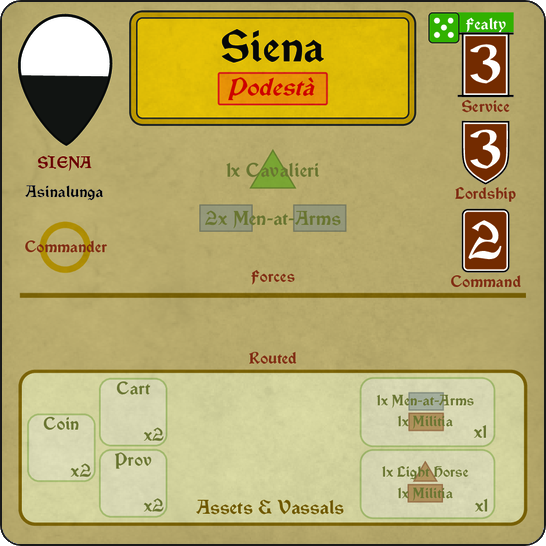 Siena
Podestà
Fealty
3
Service
SIENA
Asinalunga
3
Lordship
1x Cavalieri
2x Men-at-Arms
Commander
2
Command
Forces
Routed
Cart
x2
Coin
x2
Prov
x2
1x Men-at-Arms
1x Militia
x1
1x Light Horse
1x Militia
x1
Assets & Vassals